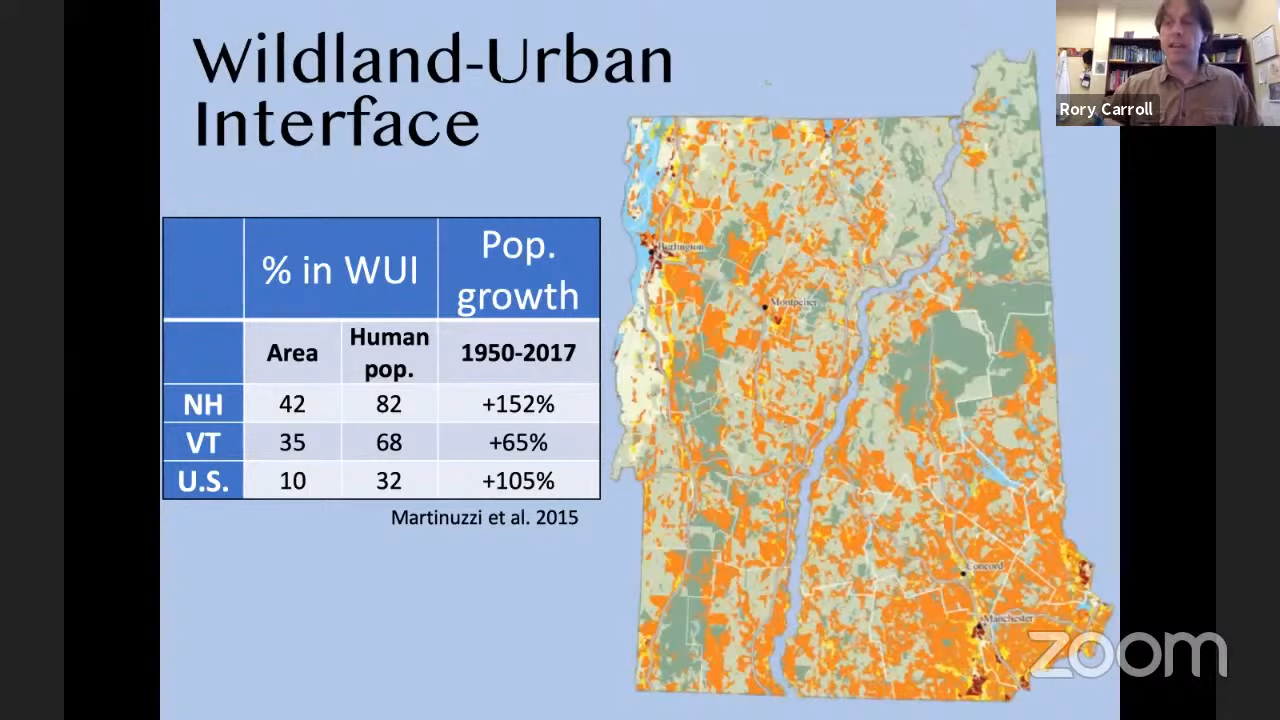 Wildland-Urban
Interface
Rory Carroll
% in WUI
Pop.
growth
Area
Human
pop.
1950-2017
NH 42 82 +152%
VT 35 68 +65%
U.S. 10 32 +105%
Martinuzzi et al. 2015
Burlington
Montpelier
Concord
Manchester
zoom